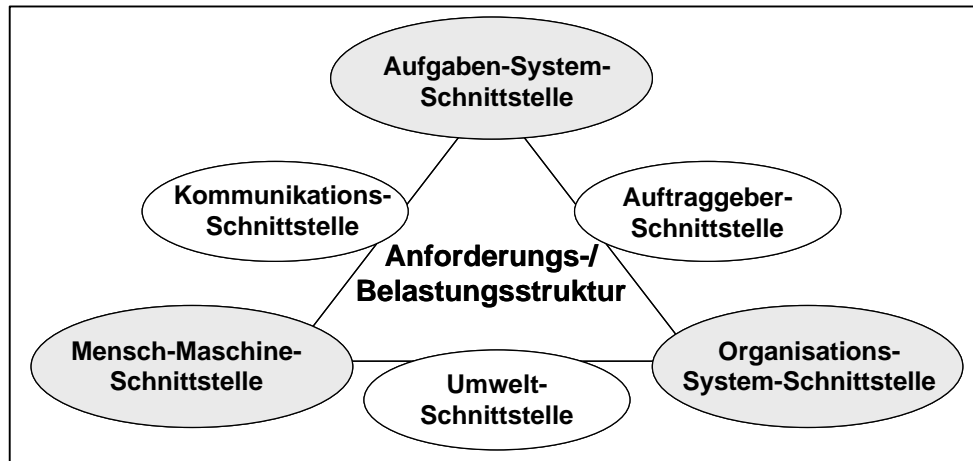 Aufgaben-System-
Schnittstelle
Kommunikations-
Schnittstelle
Auftraggeber-
Schnittstelle
Anforderungs-/
Belastungsstruktur
Mensch-Maschine-
Schnittstelle
Umwelt-
Schnittstelle
Organisations-
System-Schnittstelle